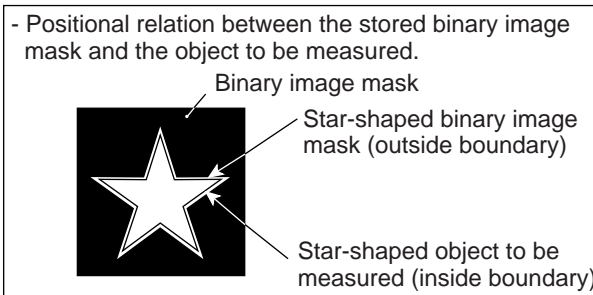 - Positional relation between the stored binary image
mask and the object to be measured.
Binary image mask
Star-shaped binary image
mask (outside boundary)
Star-shaped object to be
measured (inside boundary)